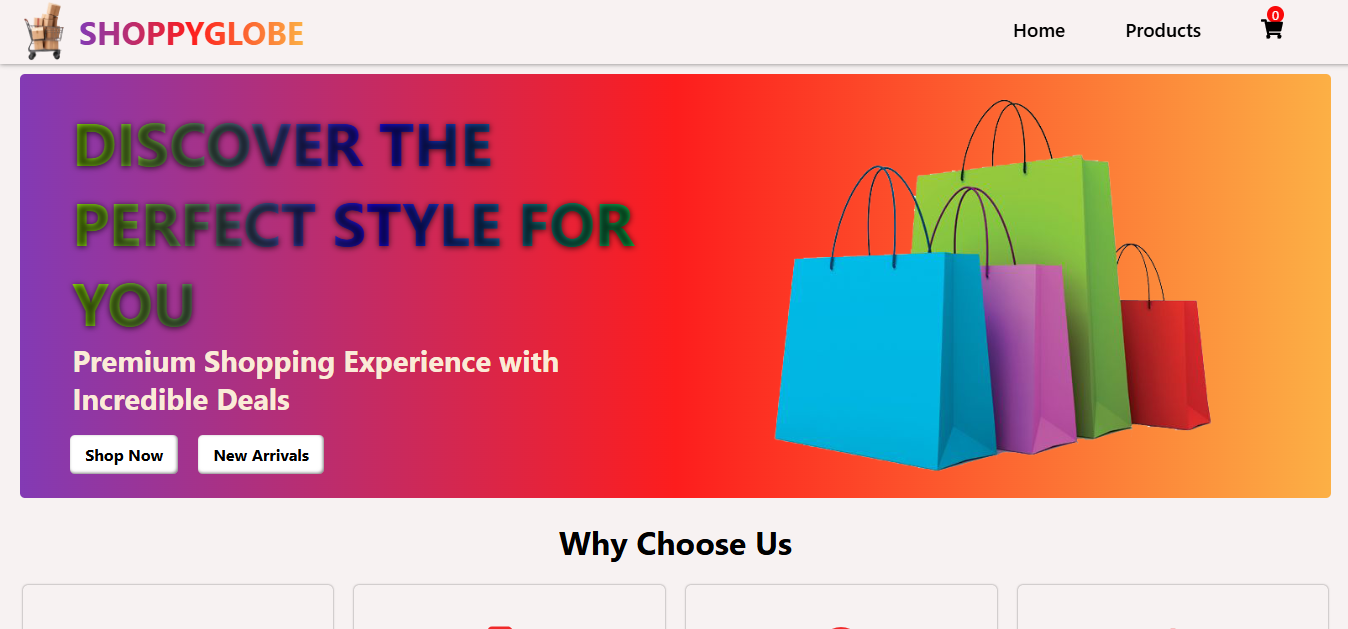 SHOPPYGLOBE
Home
Products
0
DISCOVER THE
PERFECT STYLE FOR
YOU
Premium Shopping Experience with
Incredible Deals
Shop Now
New Arrivals
Why Choose Us